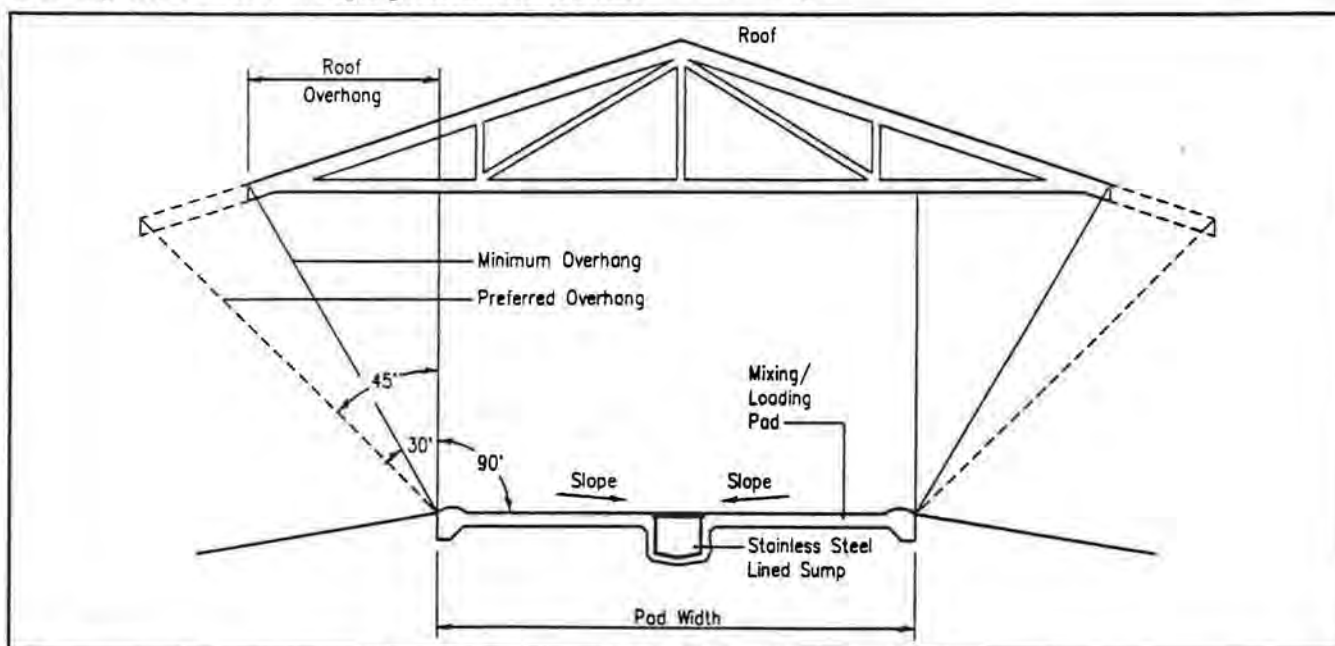 Roof
Roof
Overhang
Minimum Overhang
Preferred Overhang
45°
30°
90°
Mixing/
Loading
Pad
Slope
Slope
Stainless Steel
Lined Sump
Pad Width